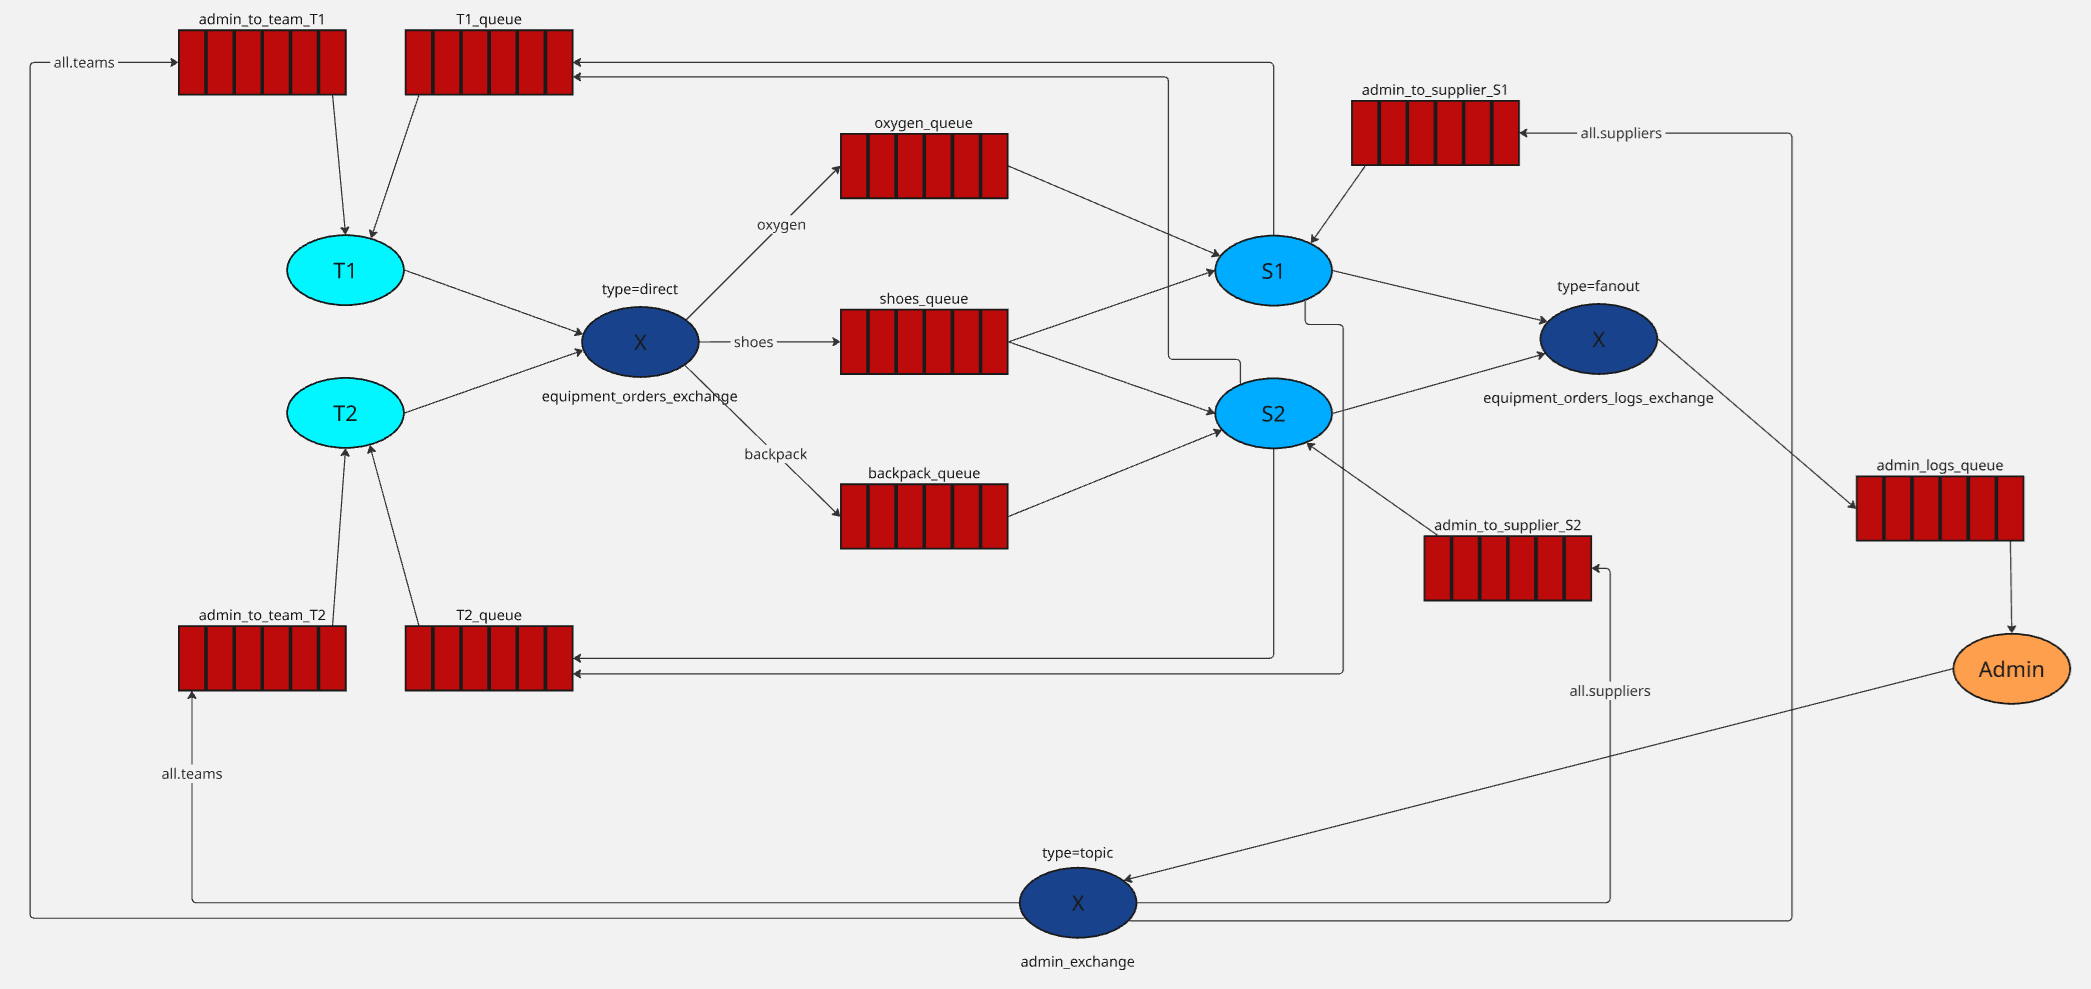 admin_to_team_T1
T1_queue
all.teams
admin_to_supplier_S1
all.suppliers
oxygen_queue
oxygen
T1
S1
type=direct
type=fanout
shoes_queue
X
shoes
X
equipment_orders_exchange
equipment_orders_logs_exchange
T2
S2
backpack
backpack_queue
admin_logs_queue
admin_to_supplier_S2
admin_to_team_T2
T2_queue
Admin
all.suppliers
all.teams
type=topic
X
admin_exchange